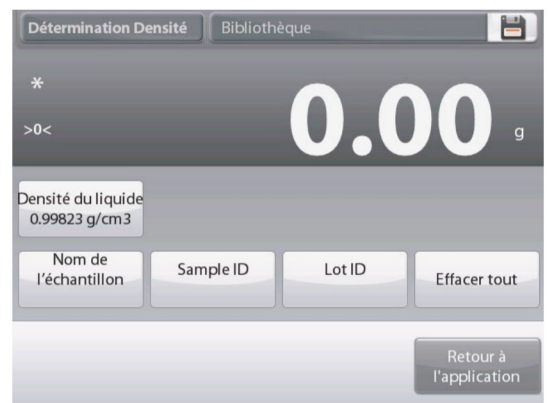 Détermination Densité Bibliothèque
*
>0< 0.00 g
Densité du liquide
0.99823 g/cm3
Nom de
l'échantillon
Sample ID
Lot ID
Effacer tout
Retour à
l'application